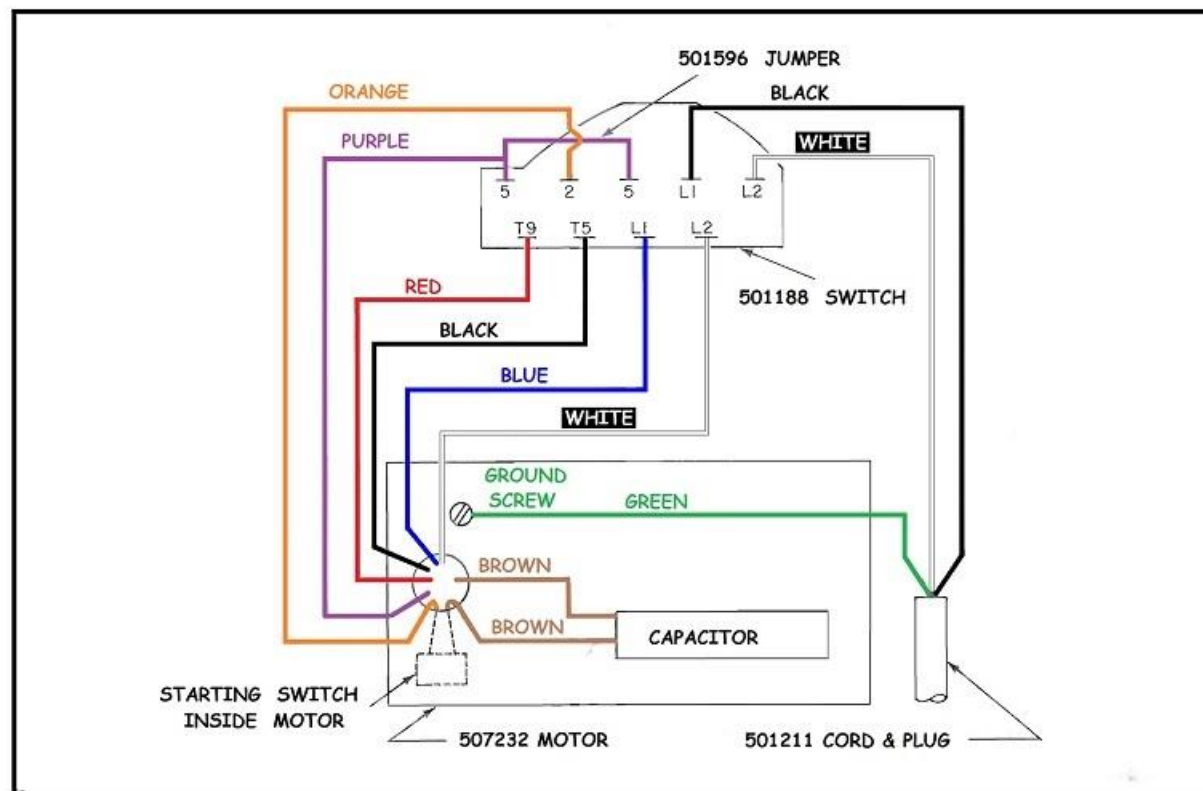 501596 JUMPER
ORANGE
BLACK
PURPLE
WHITE
5 2 5 L1 L2
T9 T5 L1 L2
RED
501188 SWITCH
BLACK
BLUE
WHITE
GROUND
SCREW
GREEN
BROWN
BROWN
CAPACITOR
STARTING SWITCH
INSIDE MOTOR
507232 MOTOR
501211 CORD & PLUG